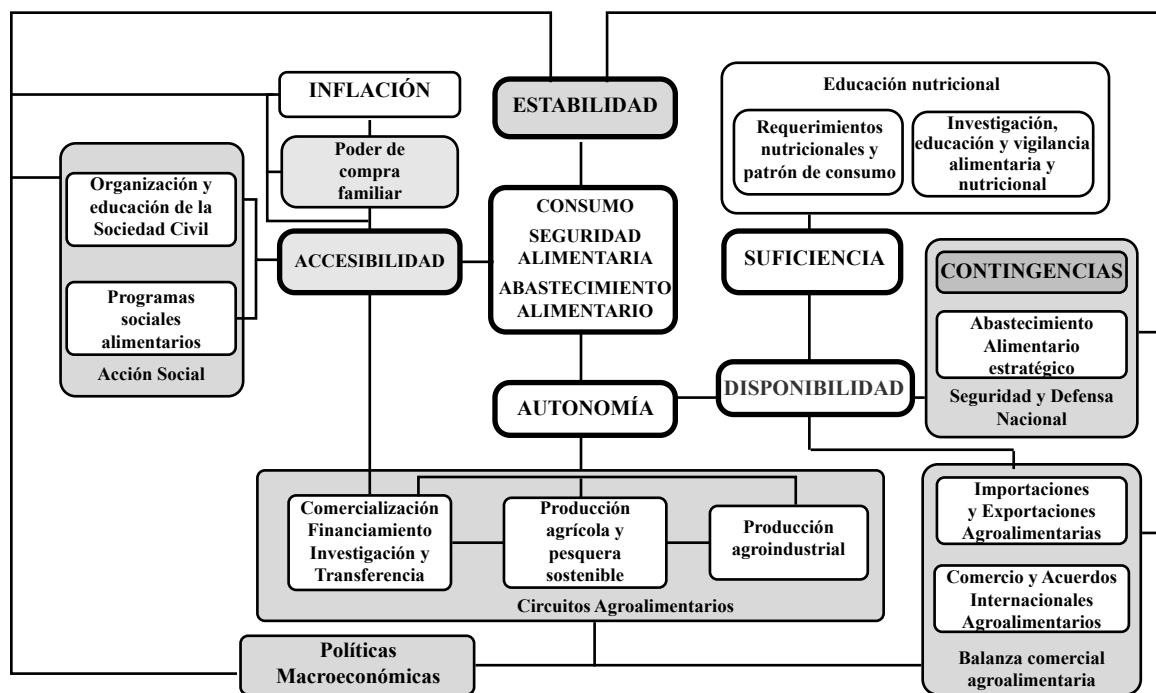 INFLACIÓN
Poder de
compra
familiar
ESTABILIDAD
Educación nutricional
Requerimientos
nutricionales y
patrón de consumo
Investigación,
educación y vigilancia
alimentaria y
nutricional
Organización y
educación de la
Sociedad Civil
Programas
sociales
alimentarios
Acción Social
ACCESIBILIDAD
CONSUMO
SEGURIDAD
ALIMENTARIA
ABASTECIMIENTO
ALIMENTARIO
SUFICIENCIA
CONTINGENCIAS
Abastecimiento
Alimentario
estratégico
Seguridad y Defensa
Nacional
AUTONOMÍA
DISPONIBILIDAD
Comercialización
Financiamiento
Investigación y
Transferencia
Producción
agrícola y
pesquera
sostenible
Producción
agroindustrial
Circuitos Agroalimentarios
Importaciones
y Exportaciones
Agroalimentarias
Comercio y Acuerdos
Internacionales
Agroalimentarios
Balanza comercial
agroalimentaria
Políticas
Macroeconómicas